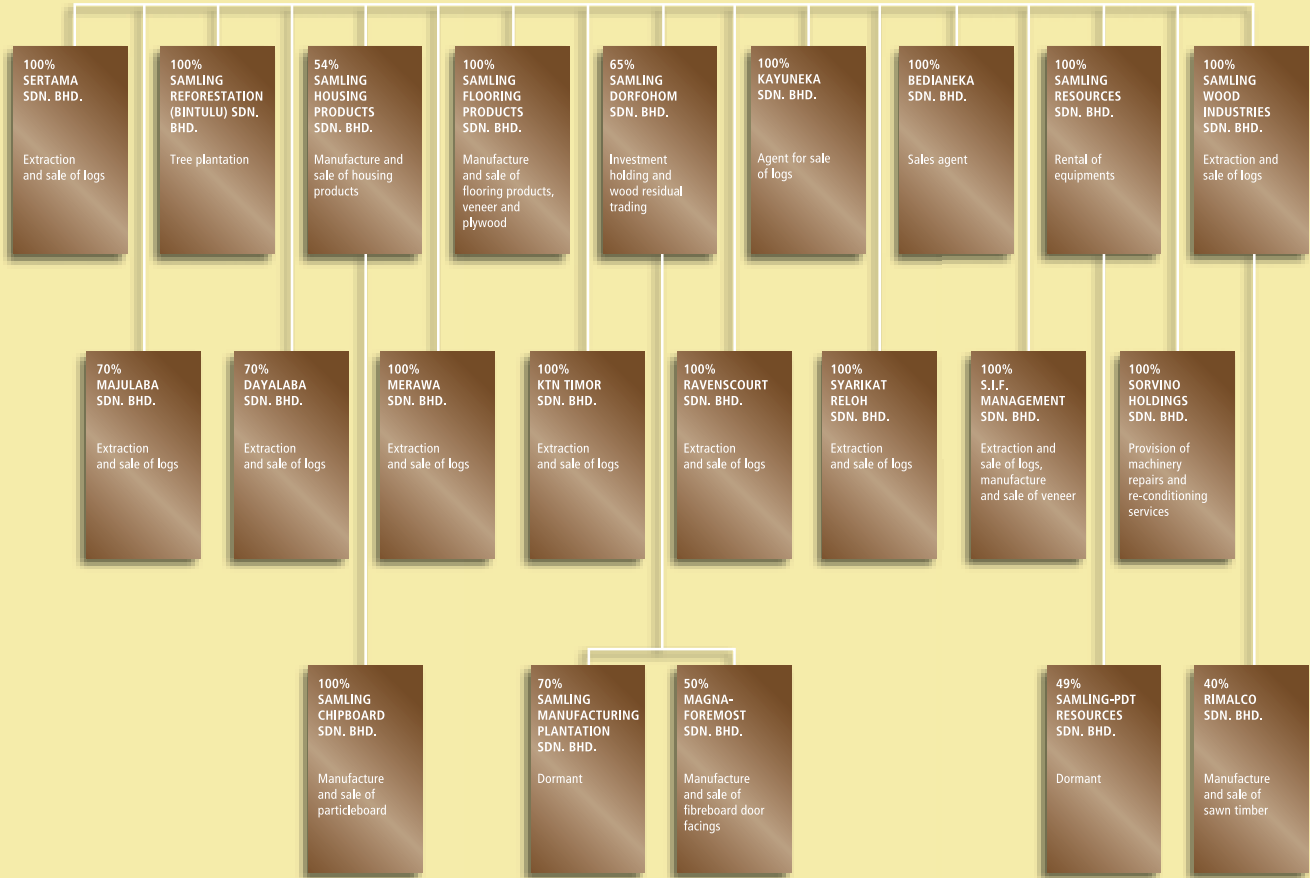 100%
SERTAMA
SDN. BHD.
Extraction
and sale of logs
100%
SAMLING
REFORESTATION
(BINTULU) SDN.
BHD.
Tree plantation
54%
SAMLING
HOUSING
PRODUCTS
SDN. BHD.
Manufacture and
sale of housing
products
100%
SAMLING
FLOORING
PRODUCTS
SDN. BHD.
Manufacture
and sale of
flooring products,
veneer and
plywood
65%
SAMLING
DORFOHOM
SDN. BHD.
Investment
holding and
wood residual
trading
100%
KAYUNEKA
SDN. BHD.
Agent for sale
of logs
100%
BEDIANEKA
SDN. BHD.
Sales agent
100%
SAMLING
RESOURCES
SDN. BHD.
Rental of
equipments
100%
SAMLING
WOOD
INDUSTRIES
SDN. BHD.
Extraction and
sale of logs
70%
MAJULABA
SDN. BHD.
Extraction
and sale of logs
70%
DAYALABA
SDN. BHD.
Extraction
and sale of logs
100%
MERAWA
SDN. BHD.
Extraction
and sale of logs
100%
KTN TIMOR
SDN. BHD.
Extraction
and sale of logs
100%
RAVENSCOURT
SDN. BHD.
Extraction
and sale of logs
100%
SYARIKAT
RELOH
SDN. BHD.
Extraction
and sale of logs
100%
S.I.F.
MANAGEMENT
SDN. BHD.
Extraction and
sale of logs,
manufacture
and sale of veneer
100%
SORVINO
HOLDINGS
SDN. BHD.
Provision of
machinery
repairs and
re-conditioning
services
100%
SAMLING
CHIPBOARD
SDN. BHD.
Manufacture
and sale of
particleboard
70%
SAMLING
MANUFACTURING
PLANTATION
SDN. BHD.
Dormant
50%
MAGNA-
FOREMOST
SDN. BHD.
Manufacture
and sale of
fibreboard door
facings
49%
SAMLING-PDT
RESOURCES
SDN. BHD.
Dormant
40%
RIMALCO
SDN. BHD.
Manufacture
and sale of
sawn timber